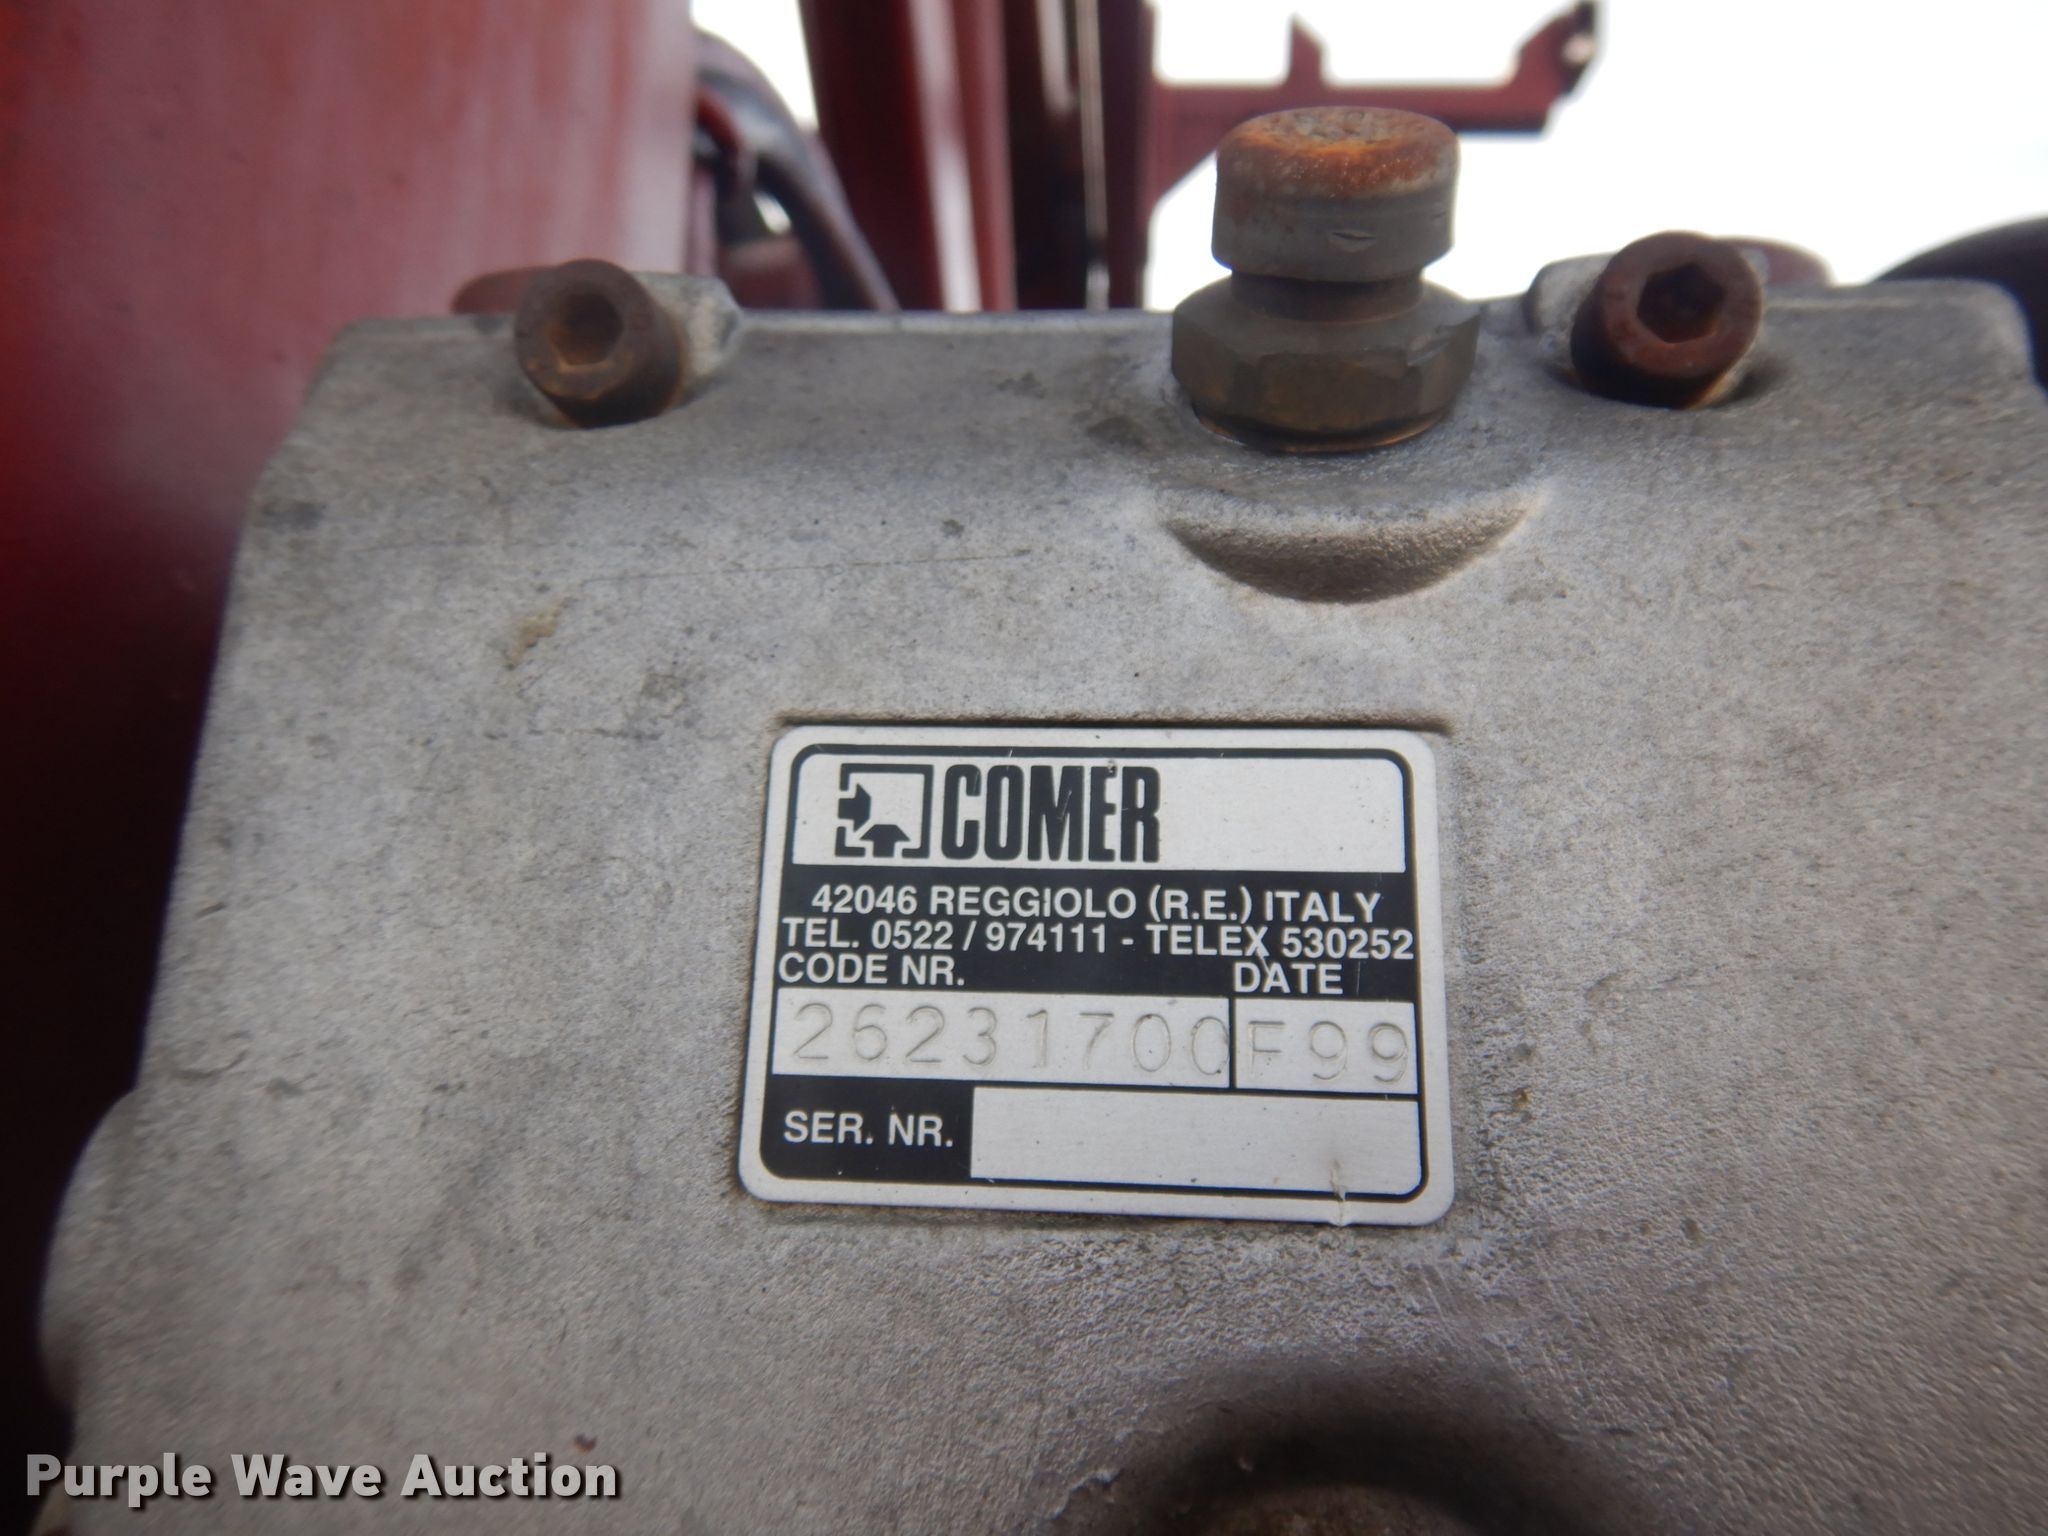 COMER
42046 REGGIOLO (R.E.) ITALY
TEL. 0522 / 974111 - TELEX 530252
CODE NR. DATE
26231700 F99
SER. NR.
Purple Wave Auction